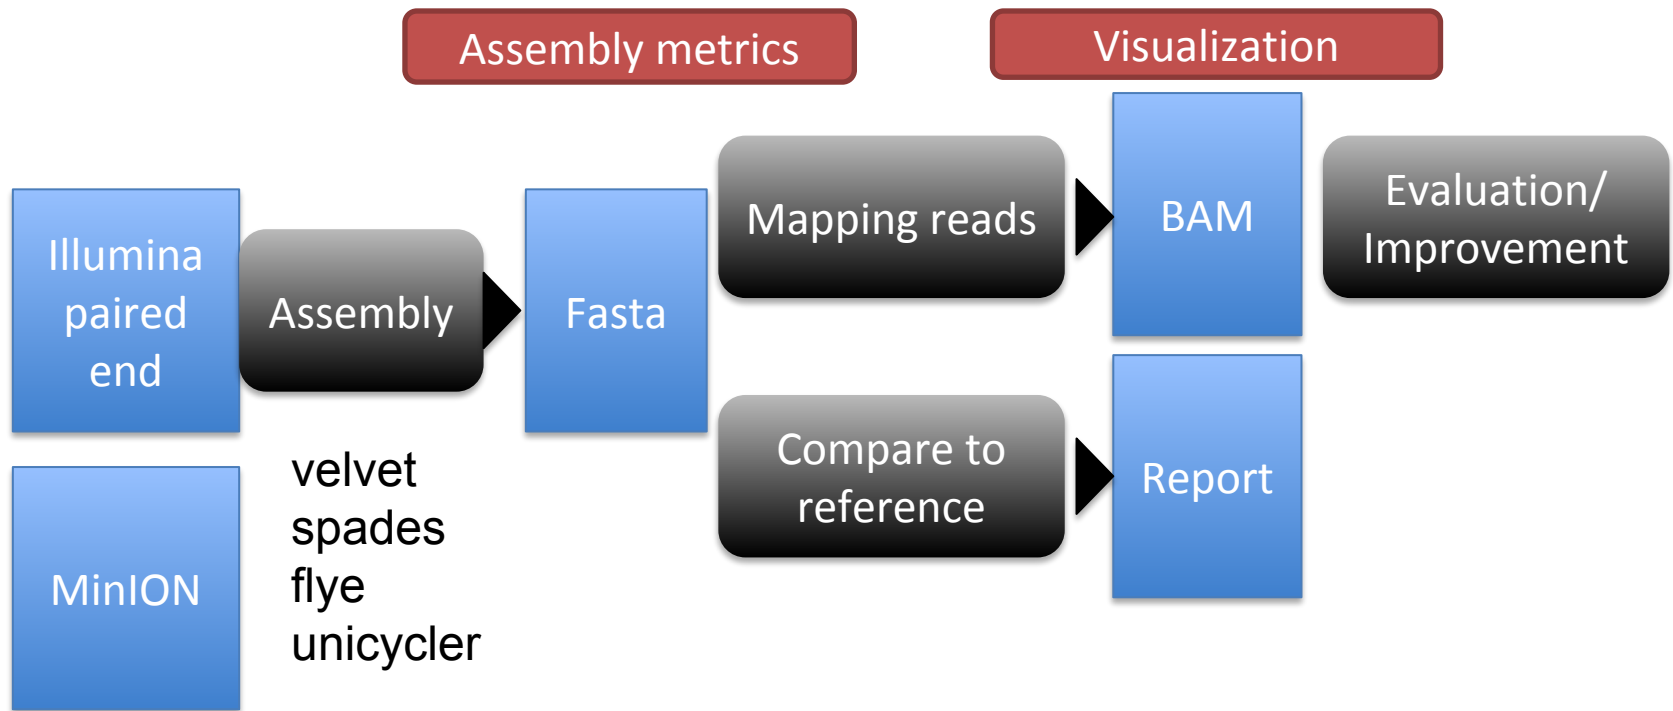 Assembly metrics
Visualization
Illumina
paired
end
Assembly
Fasta
Mapping reads
BAM
Evaluation/
Improvement
MinION
velvet
spades
flye
unicycler
Compare to
reference
Report